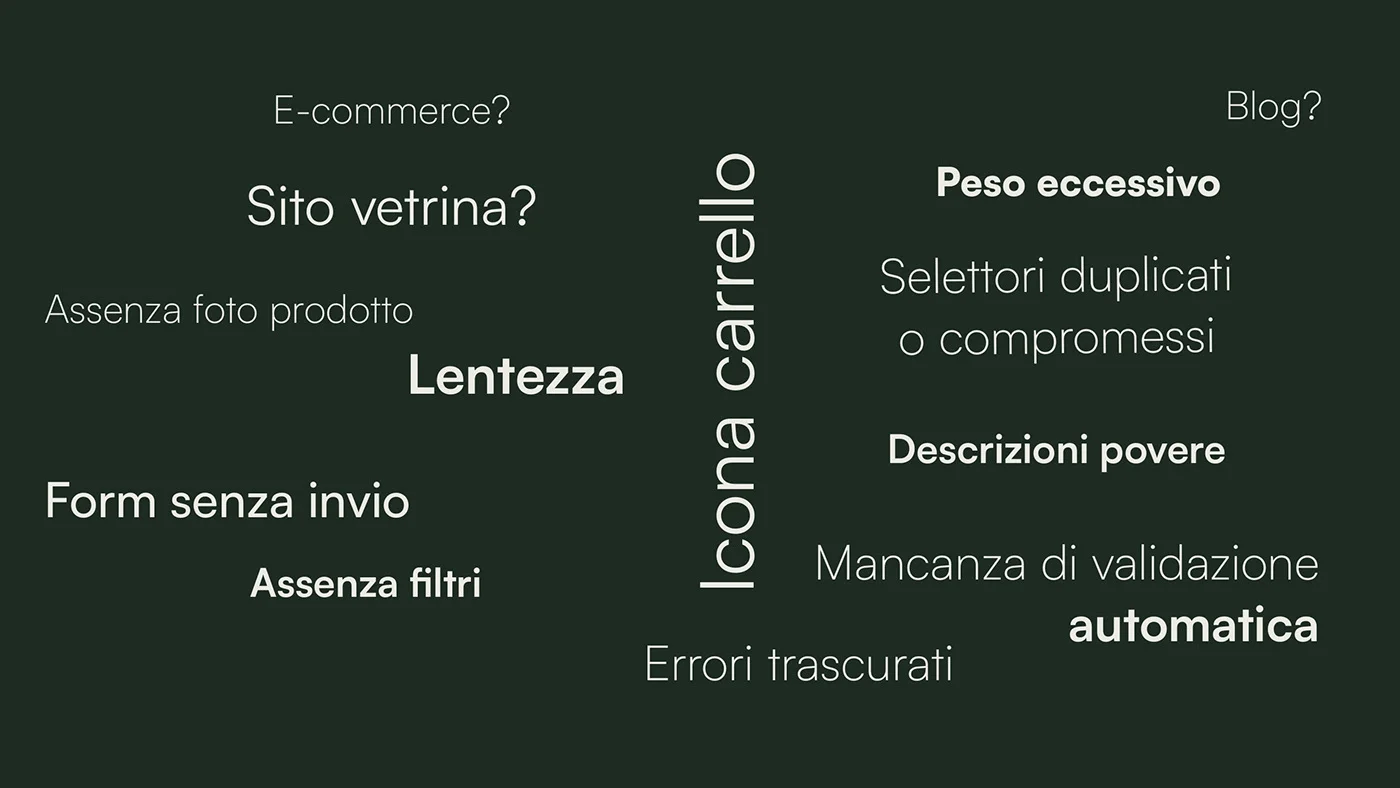 E-commerce?
Blog?
Sito vetrina?
Peso eccessivo
Icona carrello
Selettori duplicati
o compromessi
Assenza foto prodotto
Lentezza
Descrizioni povere
Form senza invio
Assenza filtri
Mancanza di validazione
automatica
Errori trascurati